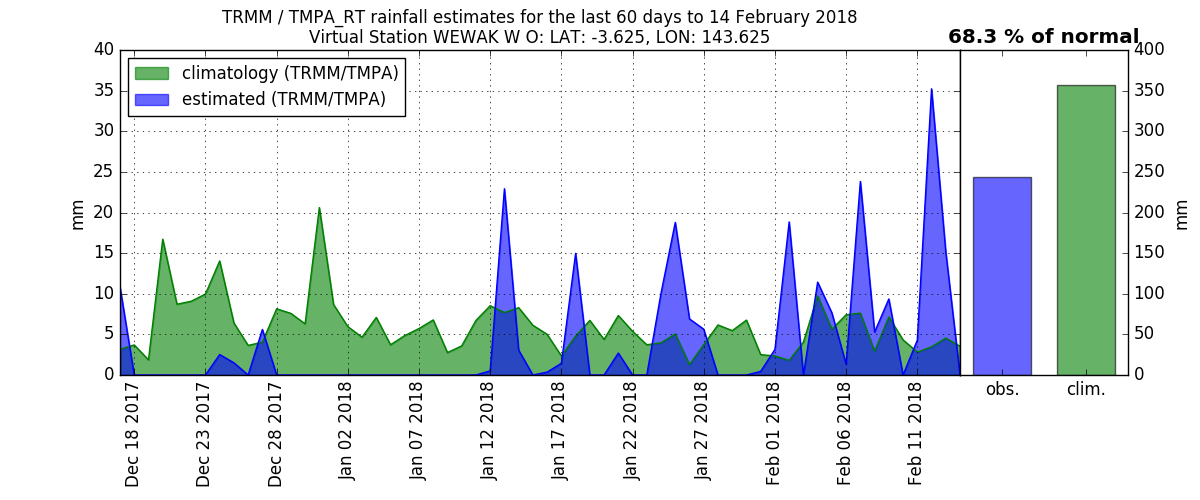 TRMM / TMPA_RT rainfall estimates for the last 60 days to 14 February 2018
Virtual Station WEWAK W O: LAT: -3.625, LON: 143.625
68.3 % of normal
climatology (TRMM/TMPA)
estimated (TRMM/TMPA)
40
35
30
25
20
15
10
5
0
mm
Dec 18 2017
Dec 23 2017
Dec 28 2017
Jan 02 2018
Jan 07 2018
Jan 12 2018
Jan 17 2018
Jan 22 2018
Jan 27 2018
Feb 01 2018
Feb 06 2018
Feb 11 2018
400
350
300
250
200
150
100
50
0
mm
obs.
clim.